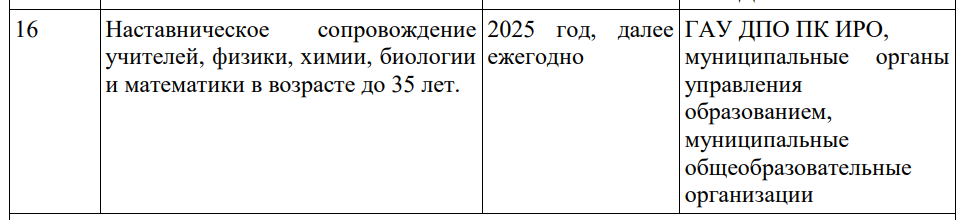 16
Наставническое сопровождение
учителей, физики, химии, биологии
и математики в возрасте до 35 лет.
2025 год, далее
ежегодно
ГАУ ДПО ПК ИРО,
муниципальные органы
управления
образованием,
муниципальные
общеобразовательные
организации